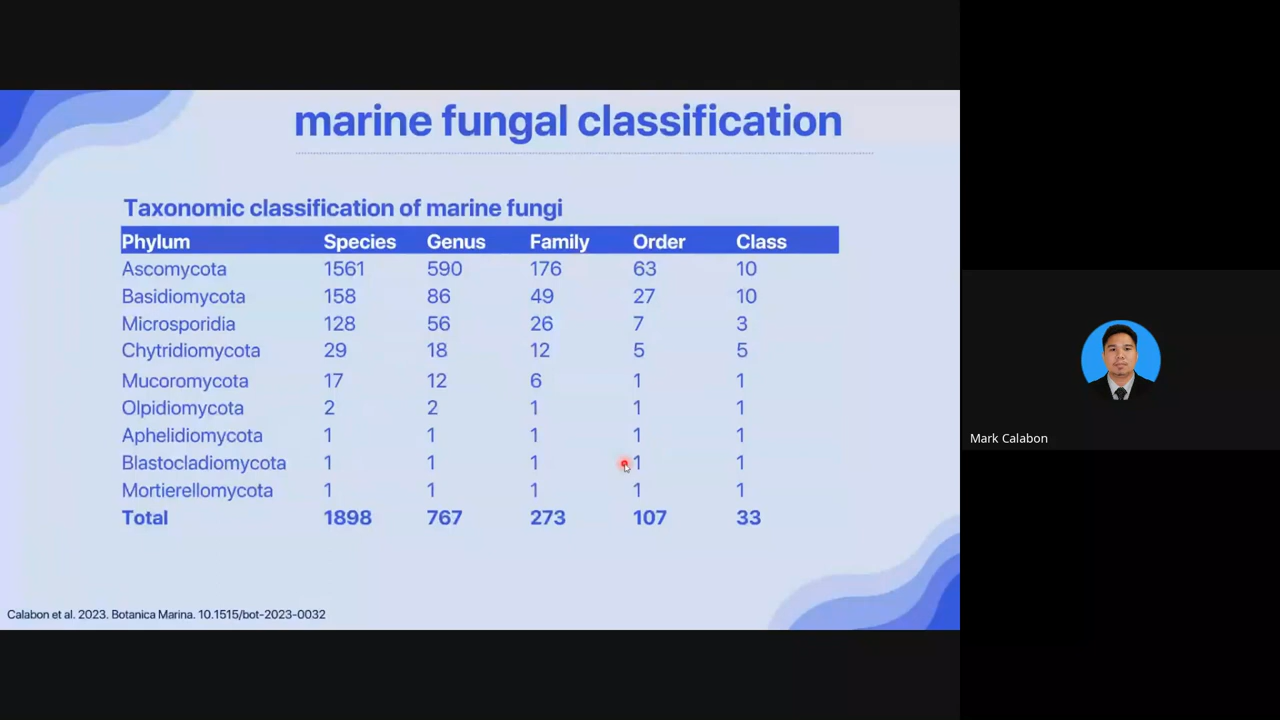 marine fungal classification
Taxonomic classification of marine fungi
Phylum Species Genus Family Order Class
Ascomycota 1561 590 176 63 10
Basidiomycota 158 86 49 27 10
Microsporidia 128 56 26 7 3
Chytridiomycota 29 18 12 5 5
Mucoromycota 17 12 6 1 1
Olpidiomycota 2 2 1 1 1
Aphelidiomycota 1 1 1 1 1
Blastocladiomycota 1 1 1 1 1
Mortierellomycota 1 1 1 1 1
Total 1898 767 273 107 33
Calabon et al. 2023. Botanica Marina. 10.1515/bot-2023-0032
Mark Calabon